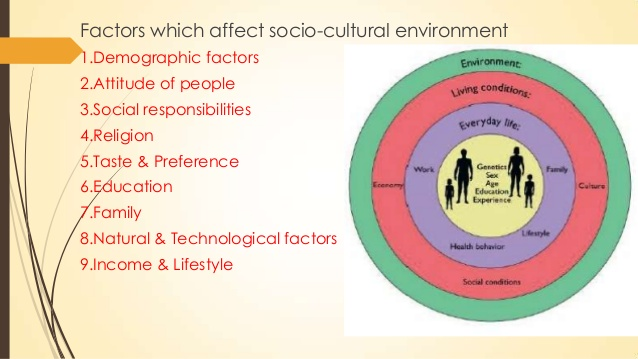 Factors which affect socio-cultural environment
1.Demographic factors
2.Attitude of people
3.Social responsibilities
4.Religion
5.Taste & Preference
6.Education
7.Family
8.Natural & Technological factors
9.Income & Lifestyle
Environment:
Living conditions:
Everyday life:
Work
Genetics
Sex
Age
Education
Experience
Family
Economy
Culture
Lifestyle
Health behavior
Social conditions